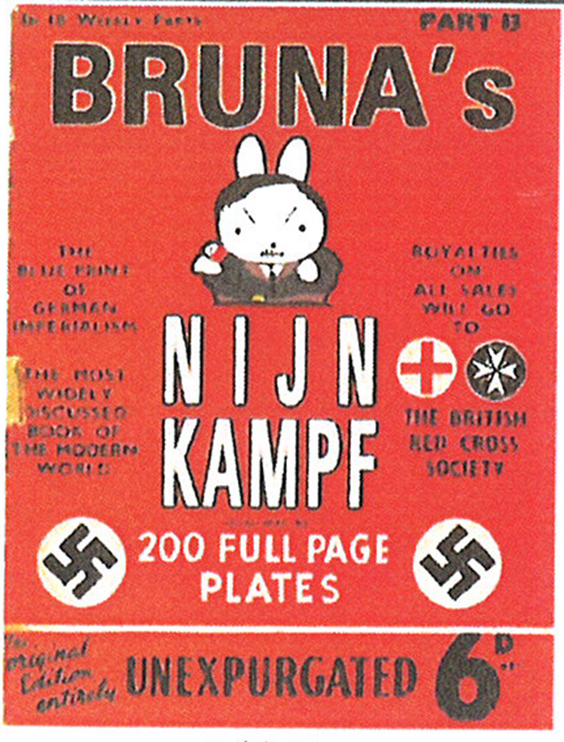 In 18 Weekly Parts
PART 13
BRUNA's
THE
BLUE PRINT
OF
GERMAN
IMPERIALISM
THE MOST
WIDELY
DISCUSSED
BOOK OF
THE MODERN
WORLD
ROYALTIES
ON
ALL SALES
WILL GO
TO
THE BRITISH
RED CROSS
SOCIETY
NIJN
KAMPF
200 FULL PAGE
PLATES
The
original
Edition
entirely
UNEXPURGATED
6D